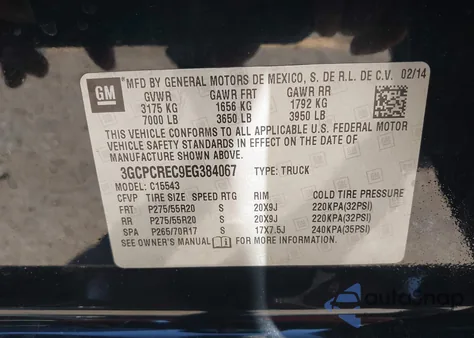 GM
MFD BY GENERAL MOTORS DE MEXICO, S. DE R.L. DE C.V. 02/14
GVWR GAWR FRT GAWR RR
3175 KG 1656 KG 1792 KG
7000 LB 3650 LB 3950 LB
THIS VEHICLE CONFORMS TO ALL APPLICABLE U.S. FEDERAL MOTOR
VEHICLE SAFETY STANDARDS IN EFFECT ON THE DATE OF
MANUFACTURE SHOWN ABOVE.
3GCPCREC9EG384067 TYPE: TRUCK
MODEL: C15543
CFVP TIRE SIZE SPEED RTG RIM COLD TIRE PRESSURE
FRT P275/55R20 S 20X9J 220KPA(32PSI)
RR P275/55R20 S 20X9J 220KPA(32PSI)
SPA P265/70R17 S 17X7.5J 240KPA(35PSI)
SEE OWNER'S MANUAL FOR MORE INFORMATION.
AutoSnap